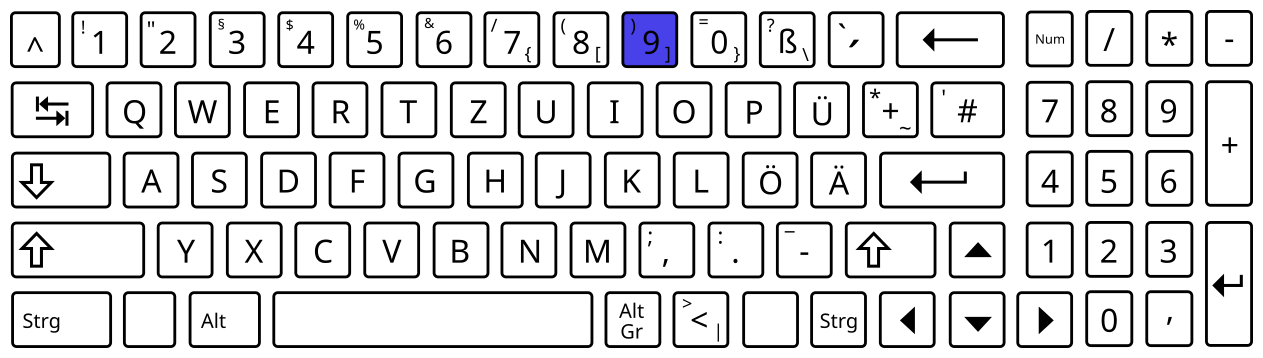 ^ ! 1 " 2 § 3 $ 4 % 5 & 6 / 7 { ( 8 [ ) 9 ] = 0 } ? ß \ ` ´ Num / * -
Q W E R T Z U I O P Ü * + ~ ' # 7 8 9 +
A S D F G H J K L Ö Ä 4 5 6
Y X C V B N M ; , : . _ - 1 2 3
Strg Alt Alt Gr > < | Strg 0 ,